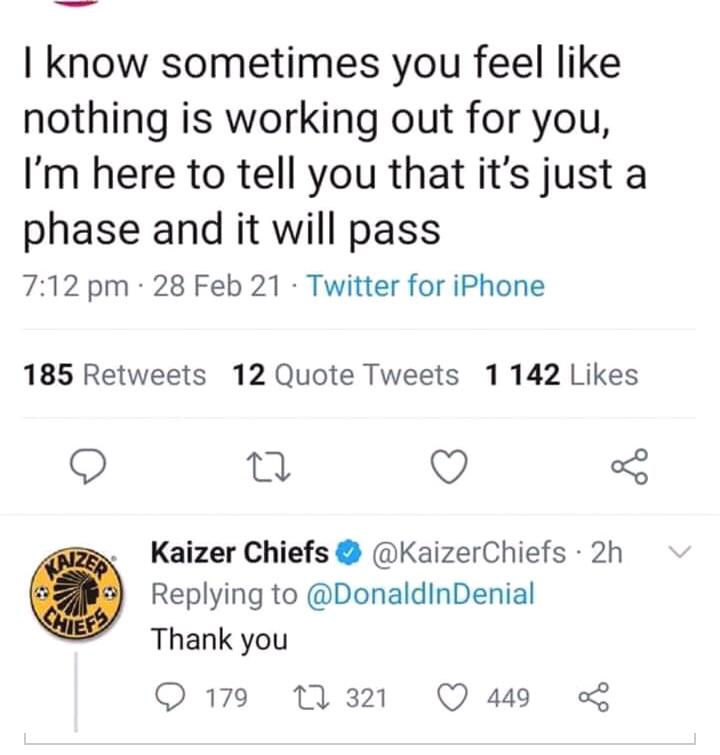 I know sometimes you feel like
nothing is working out for you,
I'm here to tell you that it's just a
phase and it will pass
7:12 pm · 28 Feb 21 · Twitter for iPhone
185 Retweets 12 Quote Tweets 1 142 Likes
KAIZER
CHIEFS
Kaizer Chiefs @KaizerChiefs · 2h
Replying to @DonaldInDenial
Thank you
179 321 449